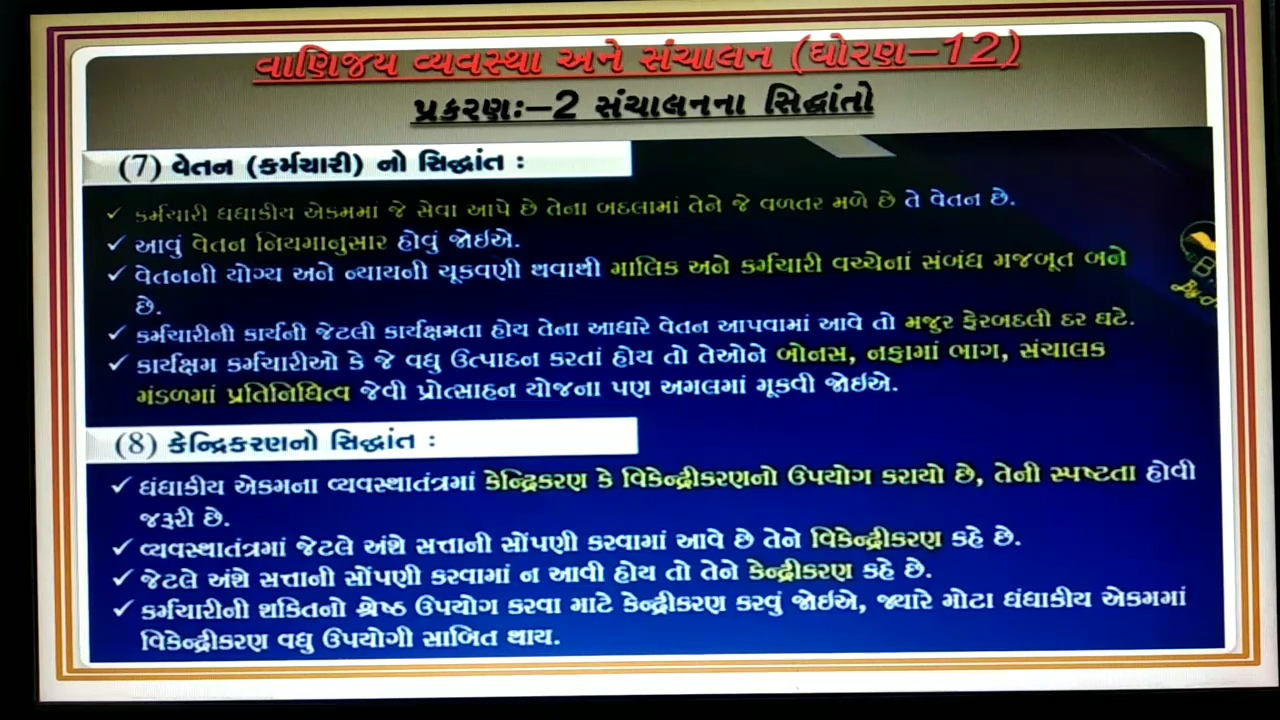 વાણિજય વ્યવસ્થા અને સંચાલન (ધોરણ–12)
પ્રકરણઃ–2 સંચાલનના સિદ્ધાંતો
(7) વેતન (કર્મચારી) નો સિદ્ધાંત :
✓ કર્મચારી ધંધાકીય એકમમાં જે સેવા આપે છે તેના બદલામાં તેને જે વળતર મળે છે તે વેતન છે.
✓ આવું વેતન નિયમાનુસાર હોવું જોઇએ.
✓ વેતનની યોગ્ય અને ન્યાયની ચૂકવણી થવાથી માલિક અને કર્મચારી વચ્ચેનાં સંબંધ મજબૂત બને
છે.
✓ કર્મચારીની કાર્યની જેટલી કાર્યક્ષમતા હોય તેના આધારે વેતન આપવામાં આવે તો મજુર ફેરબદલી દર ઘટે.
✓ કાર્યક્ષમ કર્મચારીઓ કે જે વધુ ઉત્પાદન કરતાં હોય તો તેઓને બોનસ, નફામાં ભાગ, સંચાલક
મંડળમાં પ્રતિનિધિત્વ જેવી પ્રોત્સાહન યોજના પણ અમલમાં મૂકવી જોઇએ.
(8) કેન્દ્રિકરણનો સિદ્ધાંત :
✓ ધંધાકીય એકમના વ્યવસ્થાતંત્રમાં કેન્દ્રિકરણ કે વિકેન્દ્રીકરણનો ઉપયોગ કરાયો છે, તેની સ્પષ્ટતા હોવી
જરૂરી છે.
✓ વ્યવસ્થાતંત્રમાં જેટલે અંશે સત્તાની સોંપણી કરવામાં આવે છે તેને વિકેન્દ્રીકરણ કહે છે.
✓ જેટલે અંશે સત્તાની સોંપણી કરવામાં ન આવી હોય તો તેને કેન્દ્રીકરણ કહે છે.
✓ કર્મચારીની શકિતનો શ્રેષ્ઠ ઉપયોગ કરવા માટે કેન્દ્રીકરણ કરવું જોઇએ, જ્યારે મોટા ધંધાકીય એકમમાં
વિકેન્દ્રીકરણ વધુ ઉપયોગી સાબિત થાય.